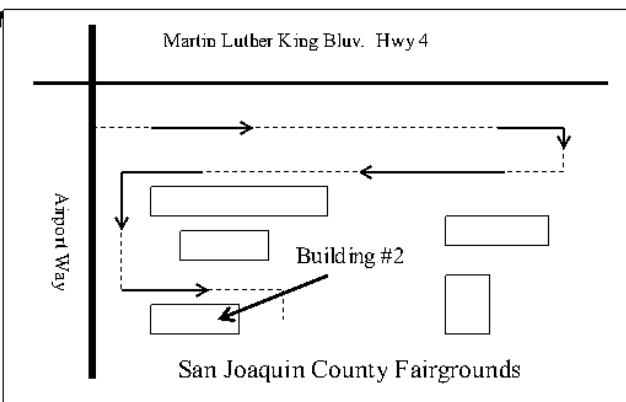 Martin Luther King Bluv. Hwy 4
Airport Way
Building #2
San Joaquin County Fairgrounds